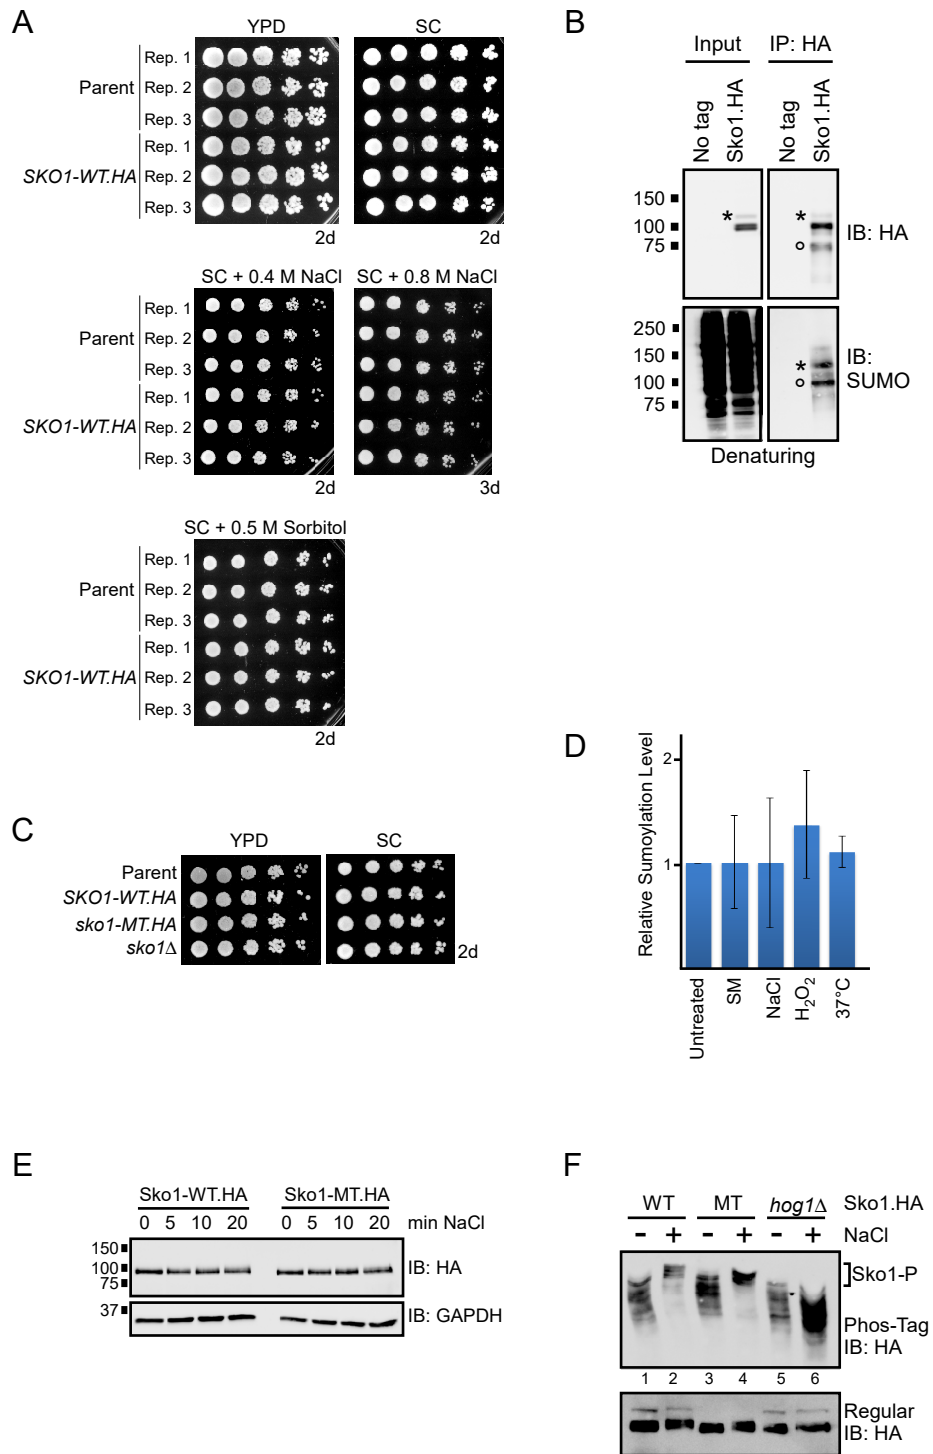 A
YPD
SC
Parent
Rep. 1
Rep. 2
Rep. 3
SKO1-WT.HA
Rep. 1
Rep. 2
Rep. 3
2d
2d
SC + 0.4 M NaCl
SC + 0.8 M NaCl
Parent
Rep. 1
Rep. 2
Rep. 3
SKO1-WT.HA
Rep. 1
Rep. 2
Rep. 3
2d
3d
SC + 0.5 M Sorbitol
Parent
Rep. 1
Rep. 2
Rep. 3
SKO1-WT.HA
Rep. 1
Rep. 2
Rep. 3
2d
B
Input
IP: HA
No tag
Sko1.HA
No tag
Sko1.HA
150
100
75
*
*
IB: HA
250
150
100
75
*
IB:
SUMO
Denaturing
C
YPD
SC
Parent
SKO1-WT.HA
sko1-MT.HA
sko1Δ
2d
D
Relative Sumoylation Level
2
1
Untreated
SM
NaCl
H₂O₂
37°C
E
Sko1-WT.HA
Sko1-MT.HA
0 5 10 20
0 5 10 20
min NaCl
150
100
75
IB: HA
37
IB: GAPDH
F
WT
MT
hog1Δ
Sko1.HA
- + - + - +
NaCl
Sko1-P
Phos-Tag
IB: HA
1 2 3 4 5 6
Regular
IB: HA